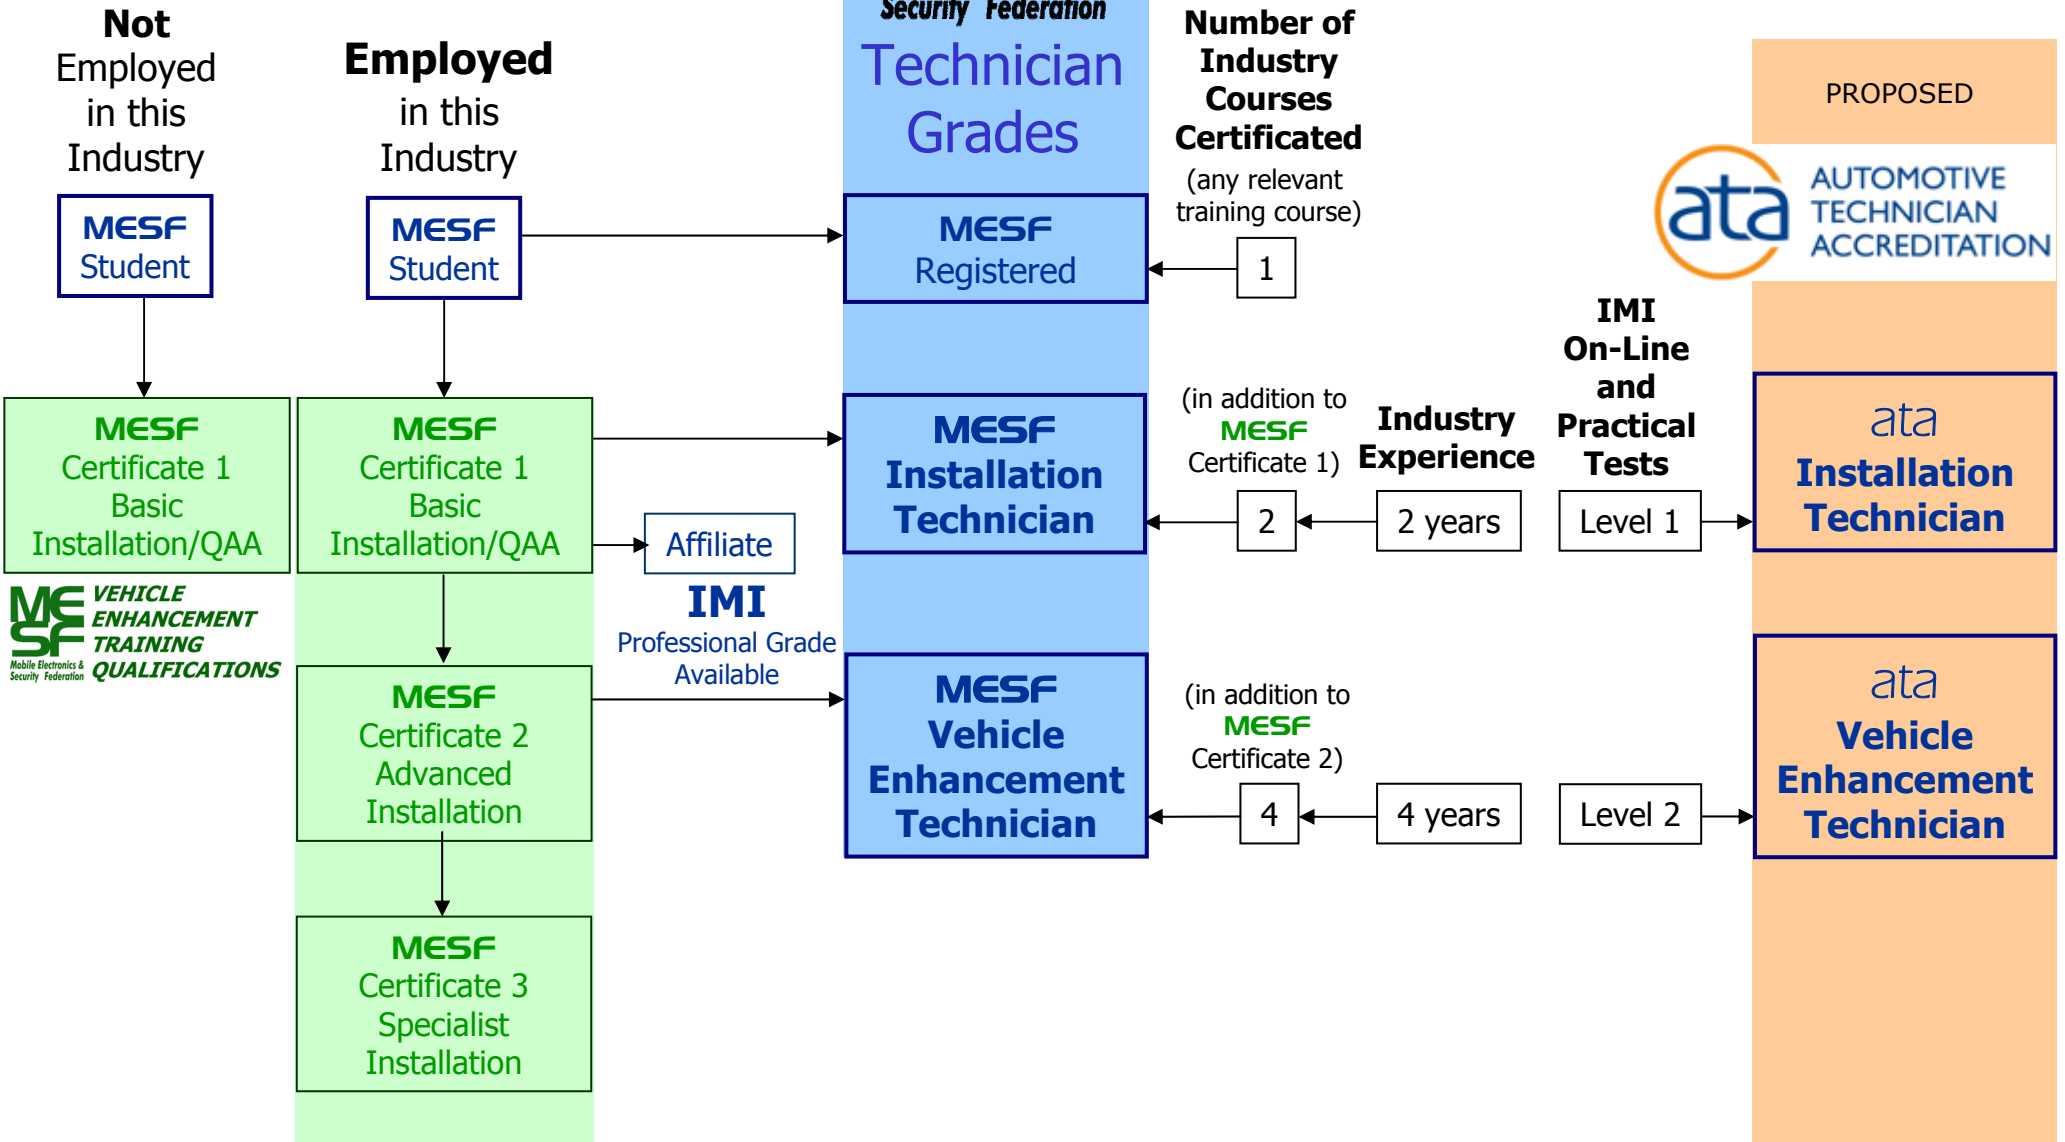 Not
Employed
in this
Industry
Employed
in this
Industry
Security Federation
Technician
Grades
Number of
Industry
Courses
Certificated
(any relevant
training course)
PROPOSED
ata
AUTOMOTIVE
TECHNICIAN
ACCREDITATION
MESF
Student
MESF
Student
MESF
Registered
1
IMI
On-Line
and
Practical
Tests
MESF
Certificate 1
Basic
Installation/QAA
MESF
Certificate 1
Basic
Installation/QAA
Affiliate
IMI
Professional Grade
Available
MESF
Installation
Technician
(in addition to
MESF
Certificate 1)
2
Industry
Experience
2 years
Level 1
ata
Installation
Technician
MESF
Mobile Electronics &
Security Federation
VEHICLE
ENHANCEMENT
TRAINING
QUALIFICATIONS
MESF
Certificate 2
Advanced
Installation
MESF
Vehicle
Enhancement
Technician
(in addition to
MESF
Certificate 2)
4
4 years
Level 2
ata
Vehicle
Enhancement
Technician
MESF
Certificate 3
Specialist
Installation